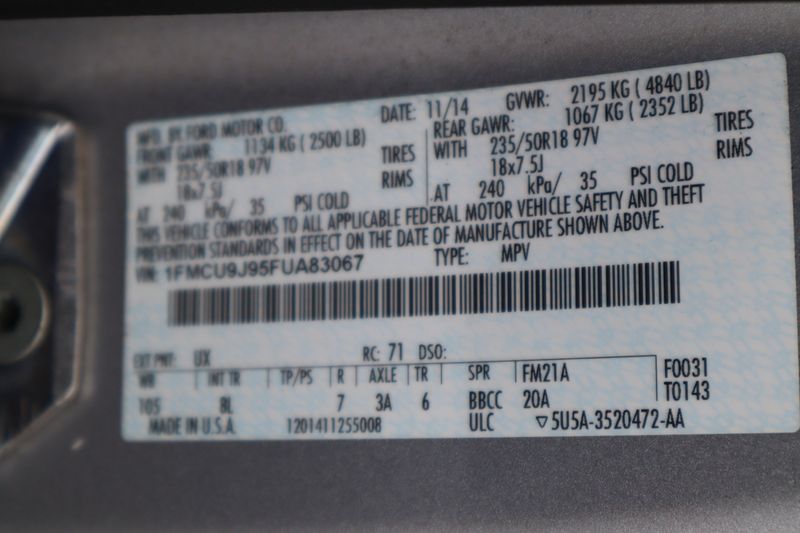 MFD. BY FORD MOTOR CO. DATE: 11/14 GVWR: 2195 KG ( 4840 LB)
FRONT GAWR: 1134 KG ( 2500 LB) REAR GAWR: 1067 KG ( 2352 LB)
WITH 235/50R18 97V TIRES WITH 235/50R18 97V TIRES
18x7.5J RIMS 18x7.5J RIMS
AT 240 kPa/ 35 PSI COLD AT 240 kPa/ 35 PSI COLD
THIS VEHICLE CONFORMS TO ALL APPLICABLE FEDERAL MOTOR VEHICLE SAFETY AND THEFT
PREVENTION STANDARDS IN EFFECT ON THE DATE OF MANUFACTURE SHOWN ABOVE.
VIN: 1FMCU9J95FUA83067 TYPE: MPV
EXT PNT: UX RC: 71 DSO:
WB INT TR TP/PS R AXLE TR SPR FM21A F0031
105 8L 7 3A 6 BBCC 20A T0143
MADE IN U.S.A. 1201411255008 ULC ▽5U5A-3520472-AA